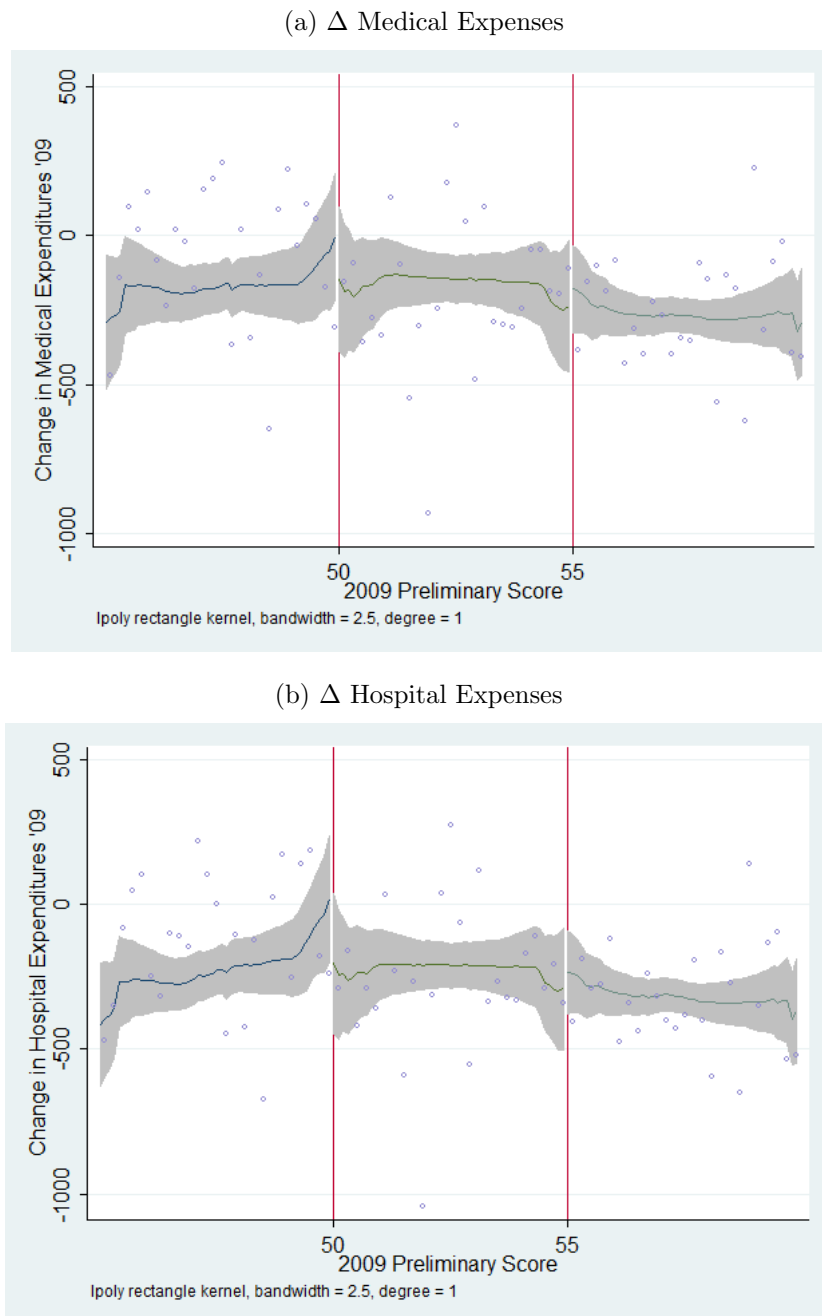 (a) Δ Medical Expenses
500
0
-500
-1000
Change in Medical Expenditures '09
50
55
2009 Preliminary Score
lpoly rectangle kernel, bandwidth = 2.5, degree = 1
(b) Δ Hospital Expenses
500
0
-500
-1000
Change in Hospital Expenditures '09
50
55
2009 Preliminary Score
lpoly rectangle kernel, bandwidth = 2.5, degree = 1